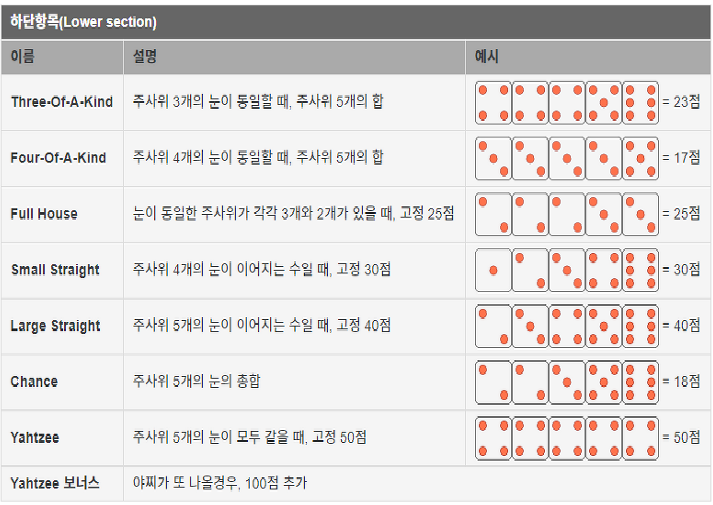 하단항목(Lower section)
이름 설명 예시
Three-Of-A-Kind 주사위 3개의 눈이 동일할 때, 주사위 5개의 합 = 23점
Four-Of-A-Kind 주사위 4개의 눈이 동일할 때, 주사위 5개의 합 = 17점
Full House 눈이 동일한 주사위가 각각 3개와 2개가 있을 때, 고정 25점 = 25점
Small Straight 주사위 4개의 눈이 이어지는 수일 때, 고정 30점 = 30점
Large Straight 주사위 5개의 눈이 이어지는 수일 때, 고정 40점 = 40점
Chance 주사위 5개의 눈의 총합 = 18점
Yahtzee 주사위 5개의 눈이 모두 같을 때, 고정 50점 = 50점
Yahtzee 보너스 야찌가 또 나올경우, 100점 추가